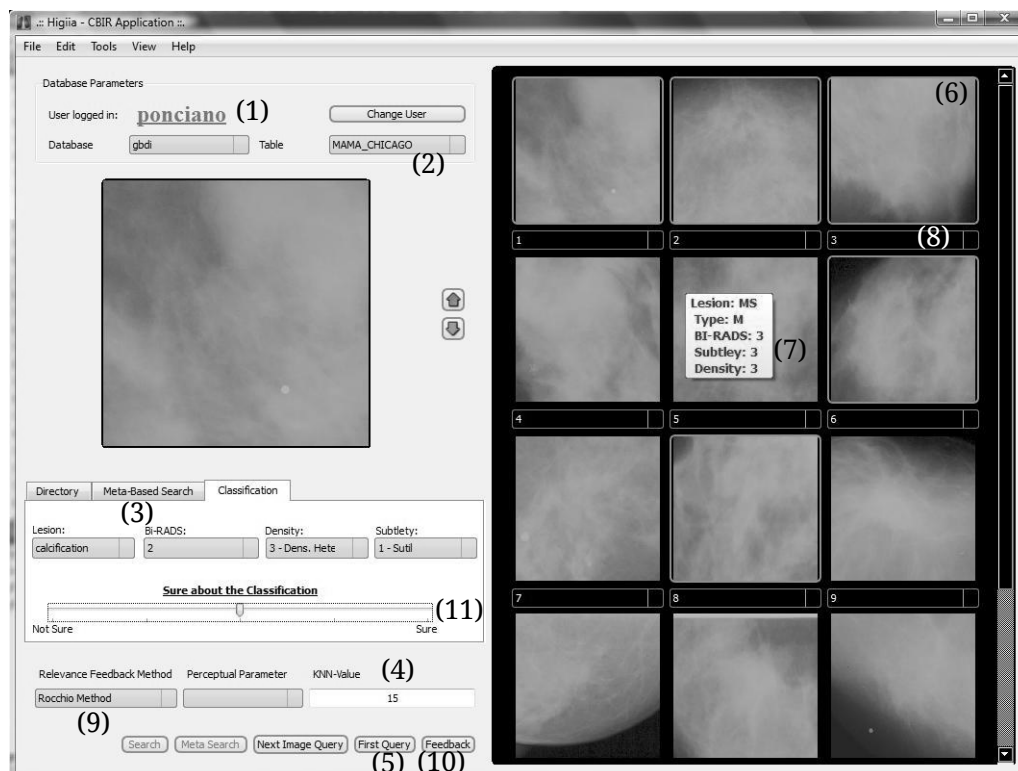 .:: Higiia - CBIR Application ::.
File Edit Tools View Help
Database Parameters
User logged in: ponciano (1) Change User
Database gbdi Table MAMA_CHICAGO
(2)
(6)
1 2 3 (8)
Lesion: MS
Type: M
BI-RADS: 3
Subtley: 3
Density: 3
(7)
4 5 6
Directory Meta-Based Search Classification
(3)
Lesion: Bi-RADS: Density: Subtlety:
calcification 2 3 - Dens. Hete 1 - Sutil
Sure about the Classification
(11)
Not Sure Sure
7 8 9
Relevance Feedback Method Perceptual Parameter KNN-Value (4)
Rocchio Method 15
(9)
Search Meta Search Next Image Query First Query Feedback
(5) (10)